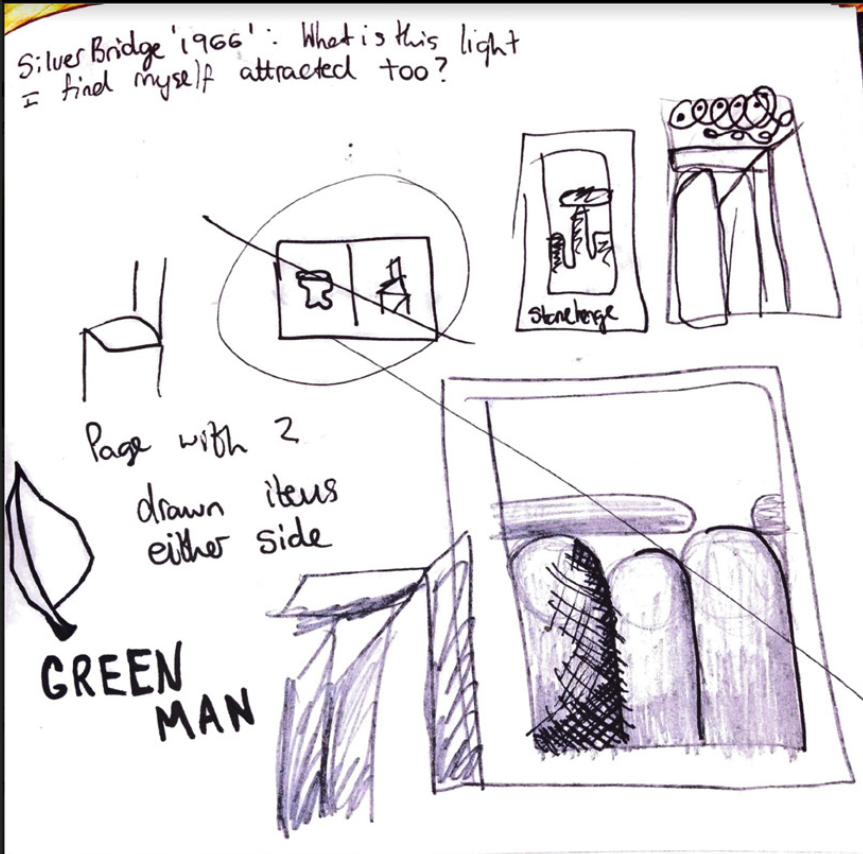 Silver Bridge '1966': What is this light
I find myself attracted too?
Stonehenge
Page with 2
drawn items
either side
GREEN
MAN